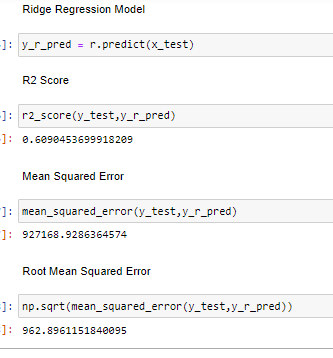 Ridge Regression Model
]: y_r_pred = r.predict(x_test)
R2 Score
]: r2_score(y_test,y_r_pred)
]: 0.6090453699918209
Mean Squared Error
]: mean_squared_error(y_test,y_r_pred)
]: 927168.9286364574
Root Mean Squared Error
]: np.sqrt(mean_squared_error(y_test,y_r_pred))
]: 962.8961151840095